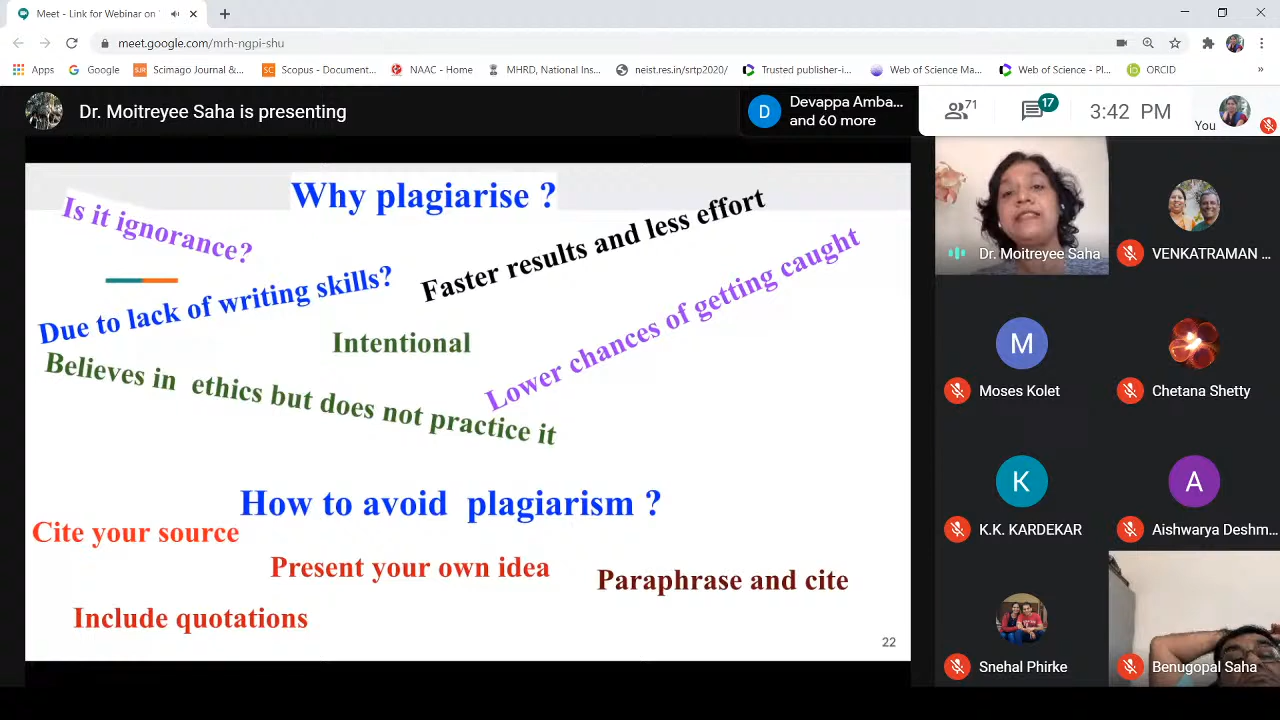 Meet - Link for Webinar on
meet.google.com/mrh-ngpi-shu
Apps
Google
SJR
Scimago Journal &...
SC
Scopus - Document...
NAAC - Home
MHRD, National Ins...
neist.res.in/srtp2020/
Trusted publisher-i...
Web of Science Ma...
Web of Science - Pl...
iD
ORCID
»
Dr. Moitreyee Saha is presenting
D
Devappa Amba...
and 60 more
71
17
3:42 PM
You
Why plagiarise ?
Is it ignorance?
Faster results and less effort
Due to lack of writing skills?
Intentional
Lower chances of getting caught
Believes in ethics but does not practice it
How to avoid plagiarism ?
Cite your source
Present your own idea
Paraphrase and cite
Include quotations
22
Dr. Moitreyee Saha
VENKATRAMAN ...
M
Moses Kolet
Chetana Shetty
K
K.K. KARDEKAR
A
Aishwarya Deshm...
Snehal Phirke
Benugopal Saha